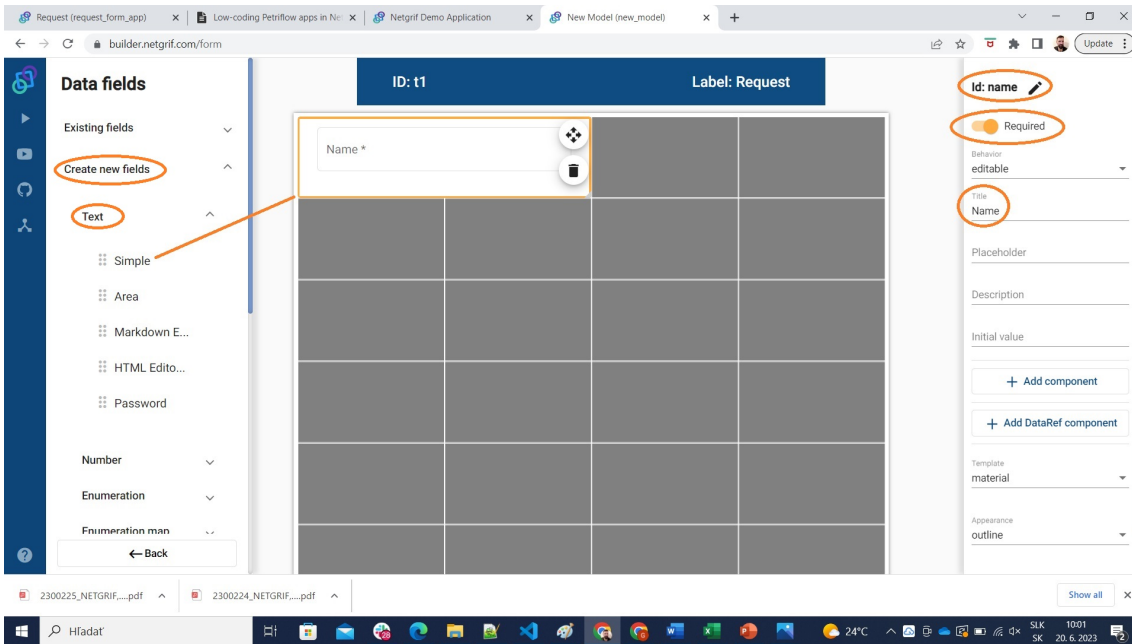 Request (request_form_app)
Low-coding Petriflow apps in Net
Netgrif Demo Application
New Model (new_model)
builder.netgrif.com/form
Update
Data fields
Existing fields
Create new fields
Text
Simple
Area
Markdown E...
HTML Edito...
Password
Number
Enumeration
Enumeration map
Back
ID: t1
Label: Request
Name *
Id: name
Required
Behavior
editable
Title
Name
Placeholder
Description
Initial value
Add component
Add DataRef component
Template
material
Appearance
outline
2300225_NETGRIF,....pdf
2300224_NETGRIF,....pdf
Show all
Hľadať
24°C
SLK
SK
10:01
20. 6. 2023
2